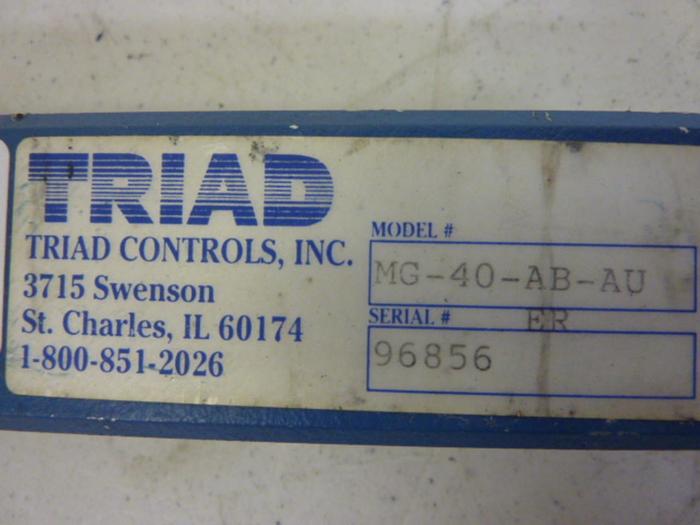 TRIAD
TRIAD CONTROLS, INC.
3715 Swenson
St. Charles, IL 60174
1-800-851-2026
MODEL #
MG-40-AB-AU
ER
SERIAL #
96856